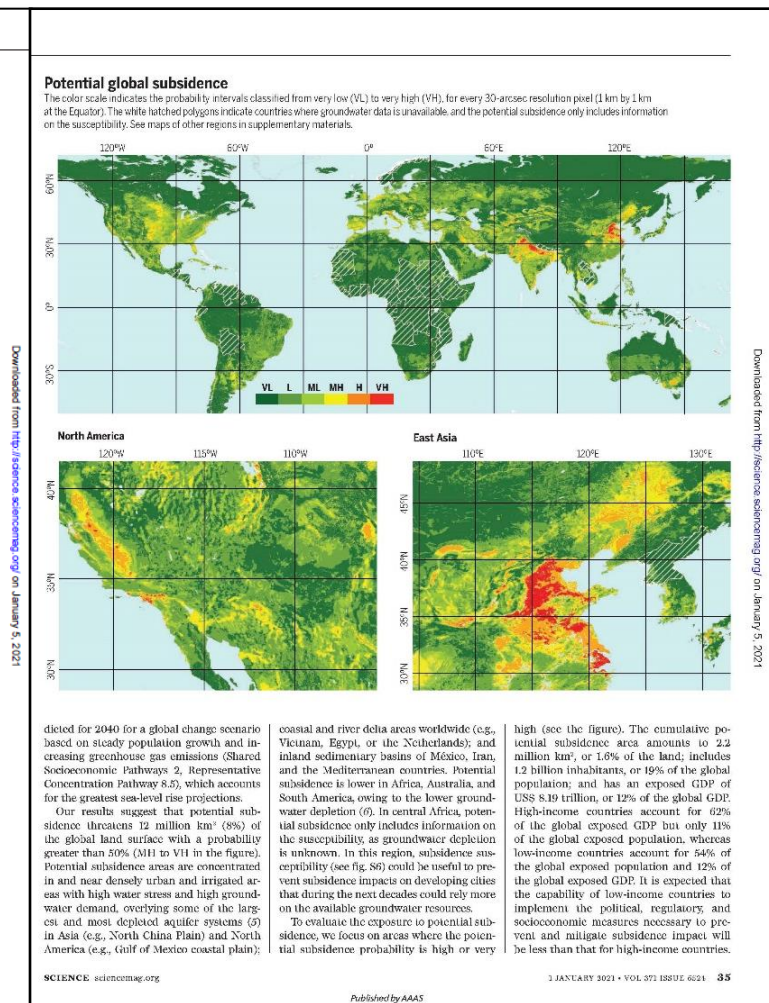 Potential global subsidence
The color scale indicates the probability intervals classified from very low (VL) to very high (VH), for every 30-arcsec resolution pixel (1 km by 1 km
at the Equator). The white hatched polygons indicate countries where groundwater data is unavailable, and the potential subsidence only includes information
on the susceptibility. See maps of other regions in supplementary materials.
120°W 60°W 0° 60°E 120°E
60°N
30°N
0°
30°S
VL L ML MH H VH
North America
120°W 115°W 110°W
40°N
35°N
30°N
East Asia
110°E 120°E 130°E
45°N
40°N
35°N
30°N
dicted for 2040 for a global change scenario
based on steady population growth and in-
creasing greenhouse gas emissions (Shared
Socioeconomic Pathways 2, Representative
Concentration Pathway 8.5), which accounts
for the greatest sea-level rise projections.
Our results suggest that potential sub-
sidence threatens 12 million km² (8%) of
the global land surface with a probability
greater than 50% (MH to VH in the figure).
Potential subsidence areas are concentrated
in and near densely urban and irrigated ar-
eas with high water stress and high ground-
water demand, overlying some of the larg-
est and most depleted aquifer systems (5)
in Asia (e.g., North China Plain) and North
America (e.g., Gulf of Mexico coastal plain);
coastal and river delta areas worldwide (e.g.,
Vietnam, Egypt, or the Netherlands); and
inland sedimentary basins of México, Iran,
and the Mediterranean countries. Potential
subsidence is lower in Africa, Australia, and
South America, owing to the lower ground-
water depletion (6). In central Africa, poten-
tial subsidence only includes information on
the susceptibility, as groundwater depletion
is unknown. In this region, subsidence sus-
ceptibility (see fig. S6) could be useful to pre-
vent subsidence impacts on developing cities
that during the next decades could rely more
on the available groundwater resources.
To evaluate the exposure to potential sub-
sidence, we focus on areas where the poten-
tial subsidence probability is high or very
high (see the figure). The cumulative po-
tential subsidence area amounts to 2.2
million km², or 1.6% of the land; includes
1.2 billion inhabitants, or 19% of the global
population; and has an exposed GDP of
US$ 8.19 trillion, or 12% of the global GDP.
High-income countries account for 62%
of the global exposed GDP but only 11%
of the global exposed population, whereas
low-income countries account for 54% of
the global exposed population and 12% of
the global exposed GDP. It is expected that
the capability of low-income countries to
implement the political, regulatory, and
socioeconomic measures necessary to pre-
vent and mitigate subsidence impact will
be less than that for high-income countries.
SCIENCE sciencemag.org
1 JANUARY 2021 • VOL 371 ISSUE 6524 35
Published by AAAS
Downloaded from http://science.sciencemag.org/ on January 5, 2021
Downloaded from http://science.sciencemag.org/ on January 5, 2021